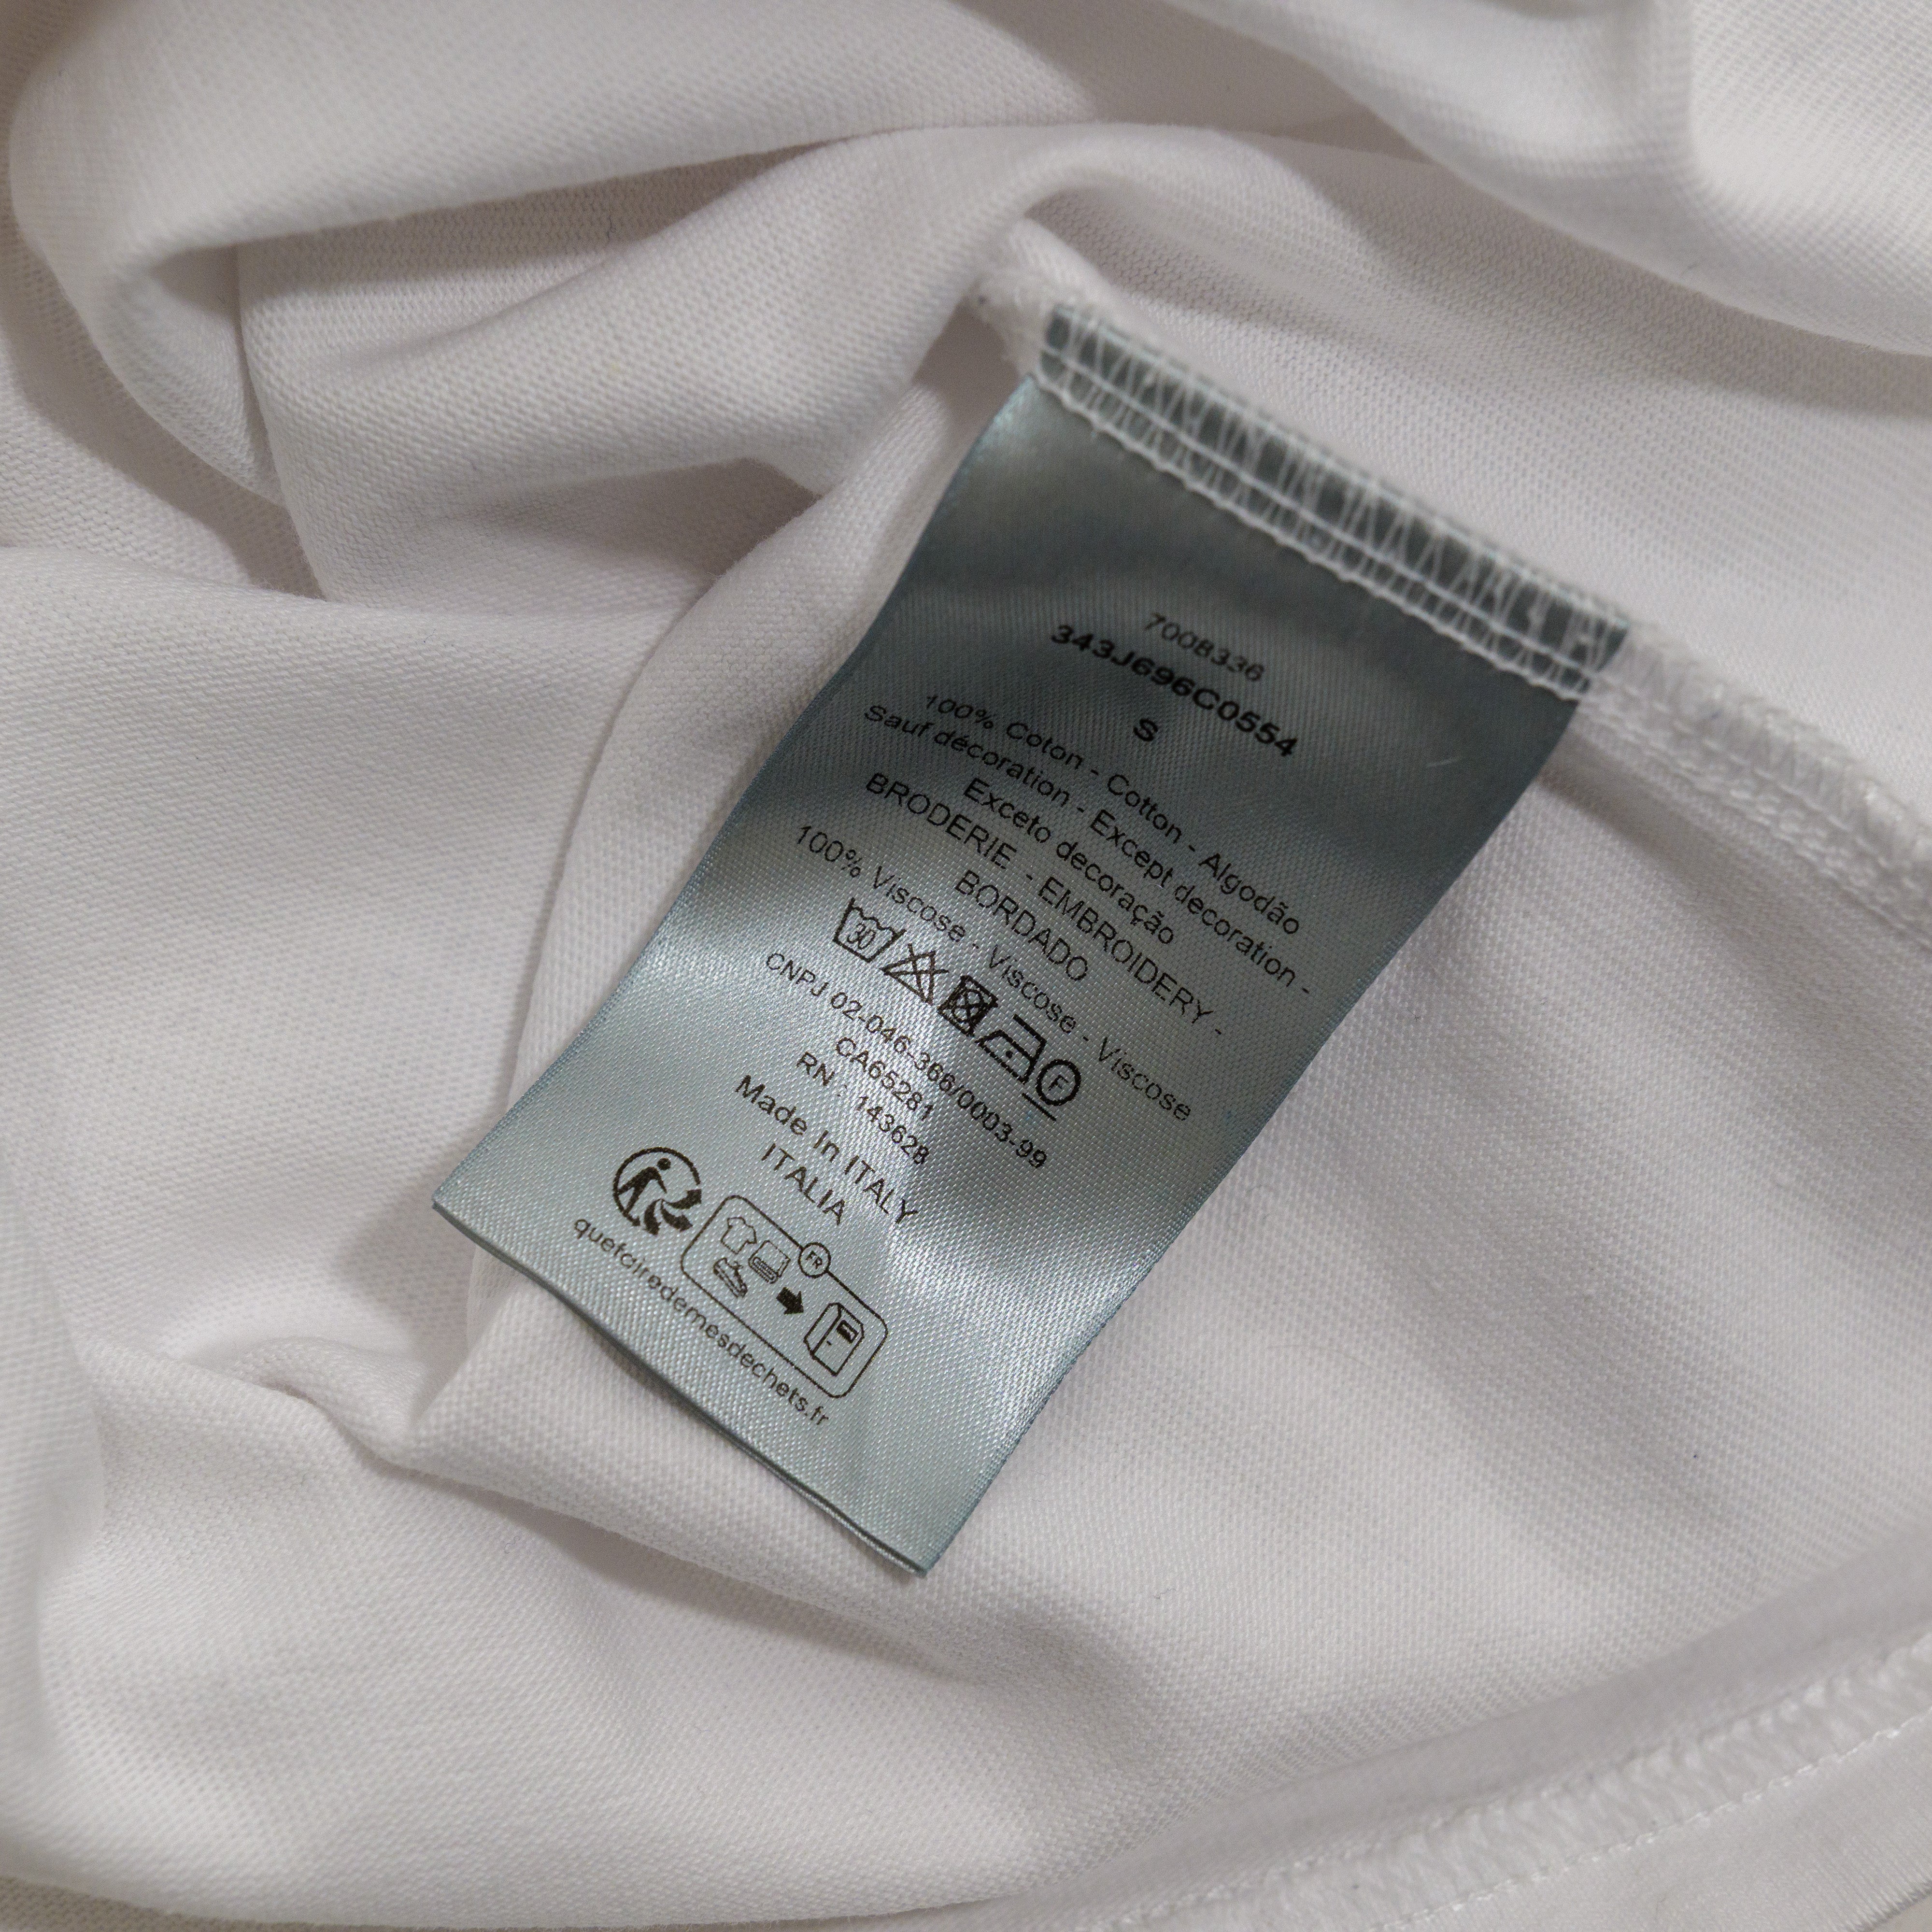 7008336
343J696C0554
S
100% Coton - Cotton - Algodão
Sauf décoration - Except decoration -
Exceto decoração
BRODERIE - EMBROIDERY -
BORDADO
100% Viscose - Viscose - Viscose
30 F
CNPJ 02-046-366/0003-99
CA65281
RN : 143628
Made In ITALY
ITALIA
FR
quefairedemesdechets.fr